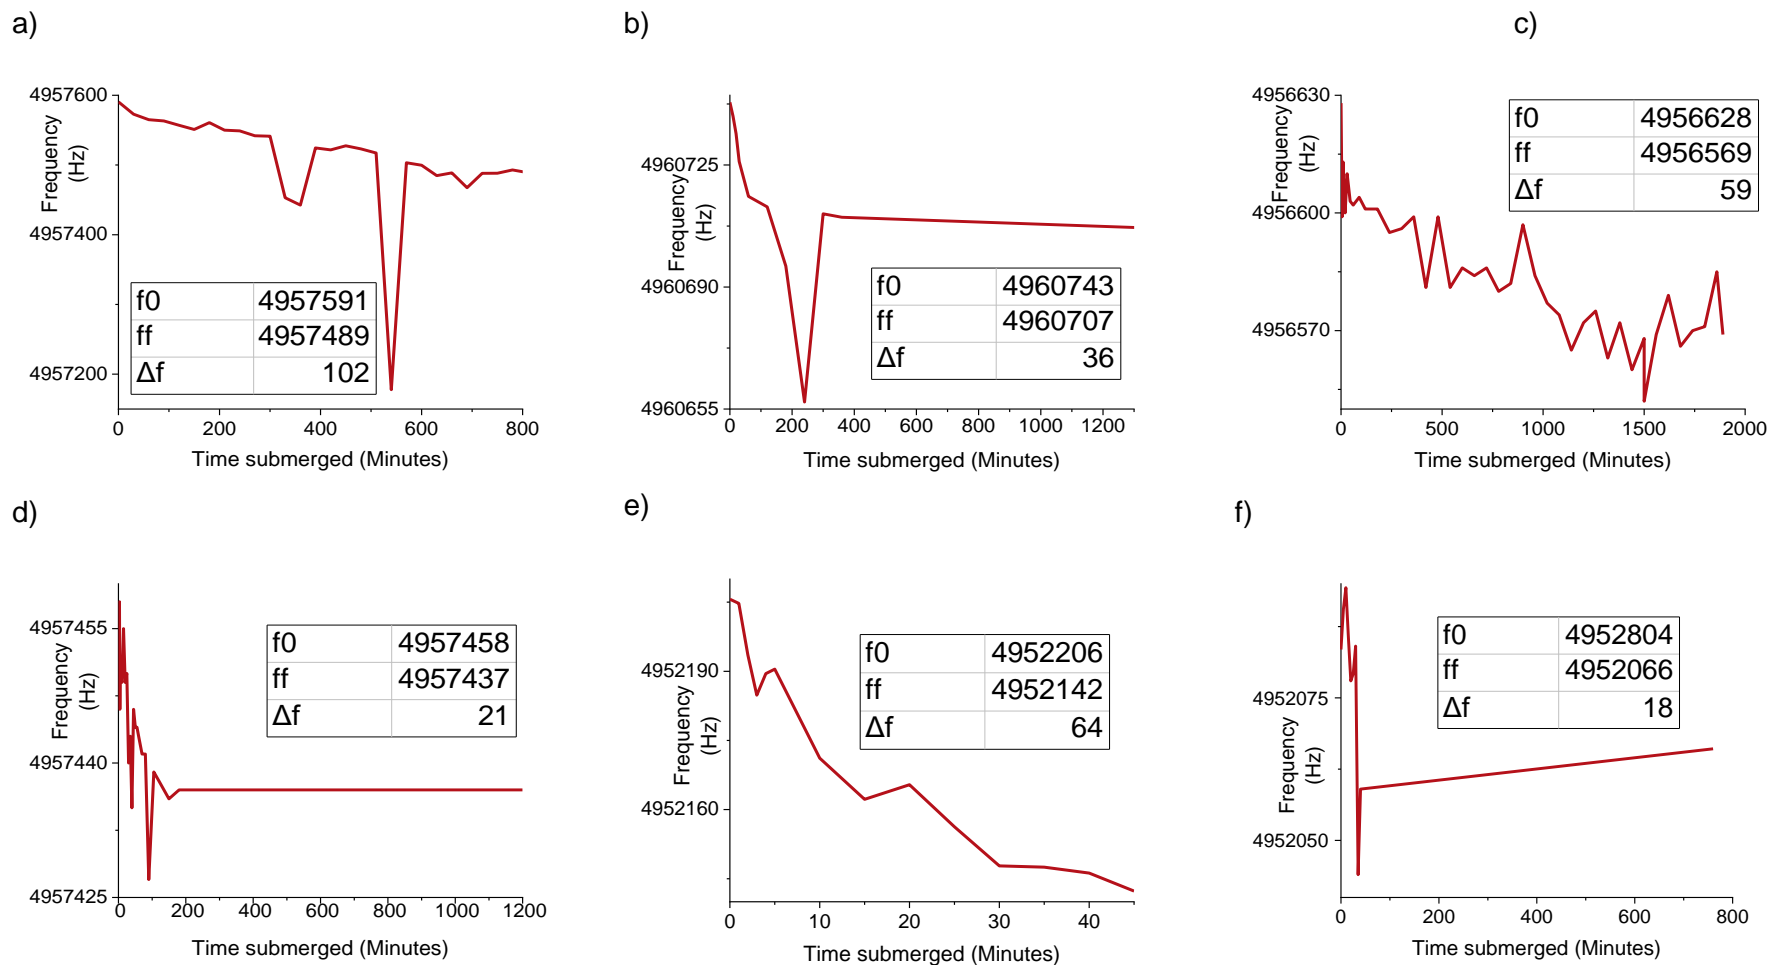 a)
4957600
4957400
4957200
Frequency
(Hz)
f0 4957591
ff 4957489
Δf 102
0 200 400 600 800
Time submerged (Minutes)
b)
4960725
4960690
4960655
Frequency
(Hz)
f0 4960743
ff 4960707
Δf 36
0 200 400 600 800 1000 1200
Time submerged (Minutes)
c)
4956630
4956600
4956570
Frequency
(Hz)
f0 4956628
ff 4956569
Δf 59
0 500 1000 1500 2000
Time submerged (Minutes)
d)
4957455
4957440
4957425
Frequency
(Hz)
f0 4957458
ff 4957437
Δf 21
0 200 400 600 800 1000 1200
Time submerged (Minutes)
e)
4952190
4952160
Frequency
(Hz)
f0 4952206
ff 4952142
Δf 64
0 10 20 30 40
Time submerged (Minutes)
f)
4952075
4952050
Frequency
(Hz)
f0 4952804
ff 4952066
Δf 18
0 200 400 600 800
Time submerged (Minutes)